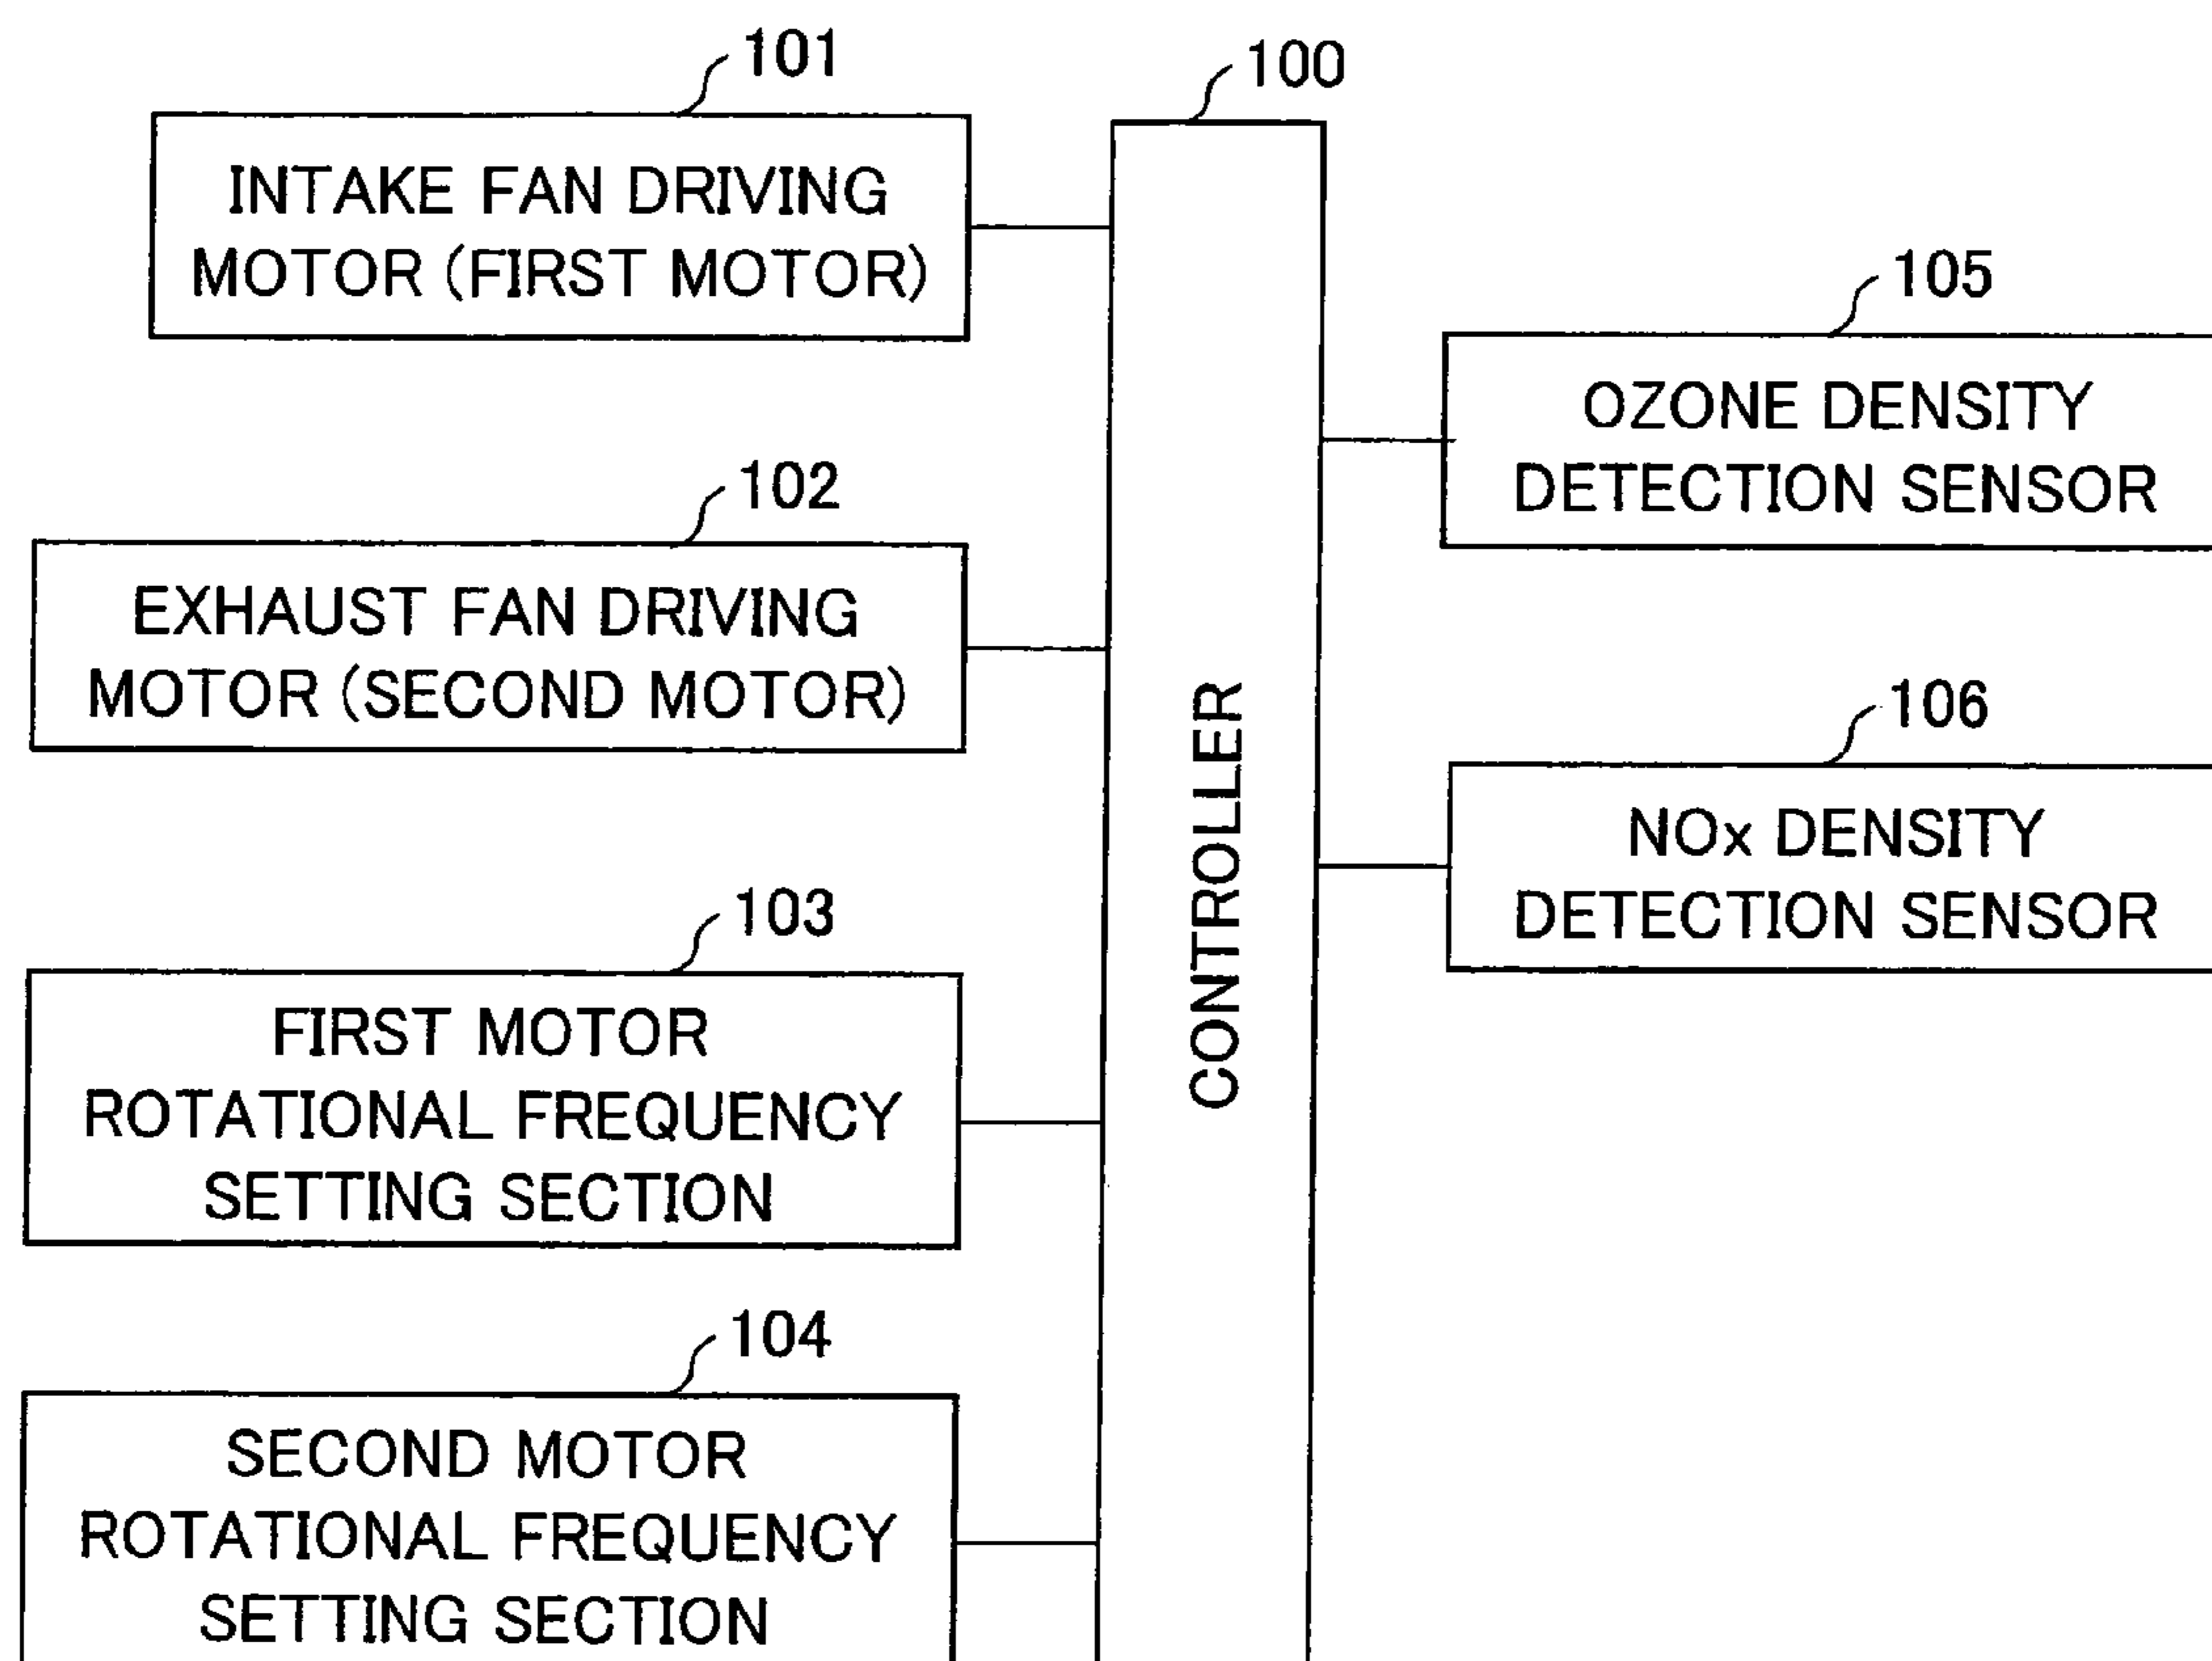 101
INTAKE FAN DRIVING
MOTOR (FIRST MOTOR)
102
EXHAUST FAN DRIVING
MOTOR (SECOND MOTOR)
103
FIRST MOTOR
ROTATIONAL FREQUENCY
SETTING SECTION
104
SECOND MOTOR
ROTATIONAL FREQUENCY
SETTING SECTION
100
CONTROLLER
105
OZONE DENSITY
DETECTION SENSOR
106
NOx DENSITY
DETECTION SENSOR